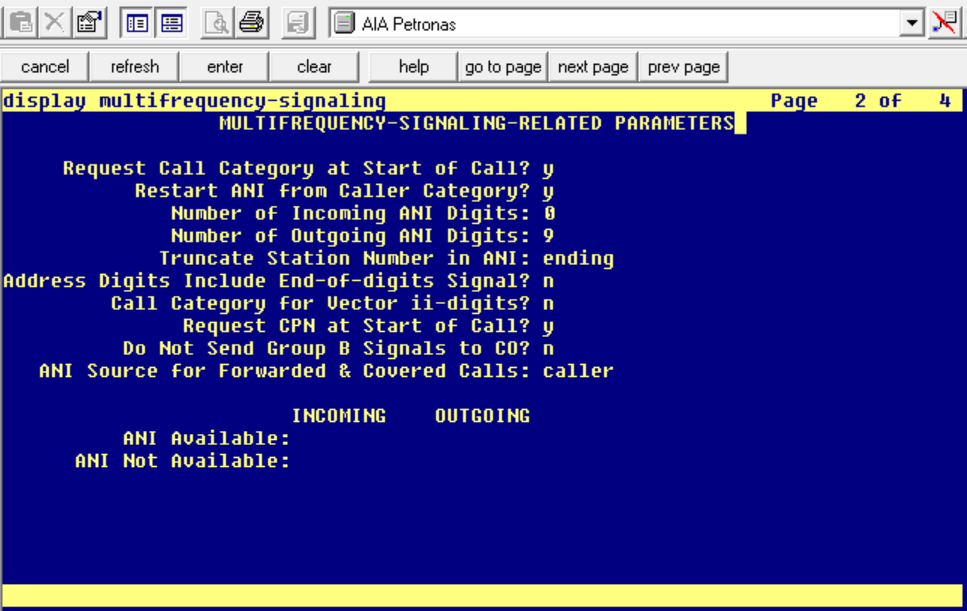 AIA Petronas
cancel refresh enter clear help go to page next page prev page
display multifrequency-signaling Page 2 of 4
MULTIFREQUENCY-SIGNALING-RELATED PARAMETERS
Request Call Category at Start of Call? y
Restart ANI from Caller Category? y
Number of Incoming ANI Digits: 0
Number of Outgoing ANI Digits: 9
Truncate Station Number in ANI: ending
Address Digits Include End-of-digits Signal? n
Call Category for Vector ii-digits? n
Request CPN at Start of Call? y
Do Not Send Group B Signals to CO? n
ANI Source for Forwarded & Covered Calls: caller
INCOMING OUTGOING
ANI Available:
ANI Not Available: